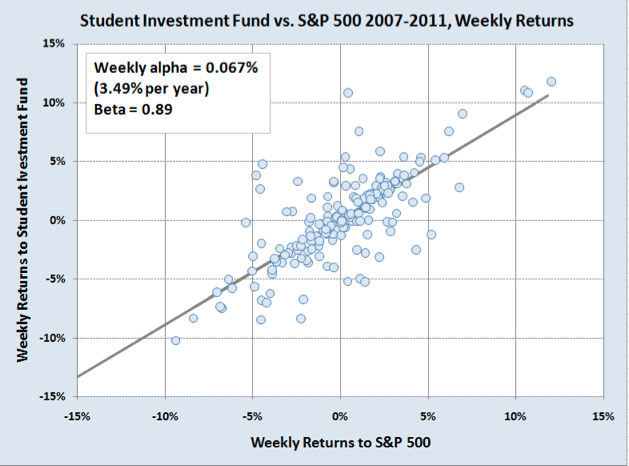 Student Investment Fund vs. S&P 500 2007-2011, Weekly Returns
Weekly alpha = 0.067%
(3.49% per year)
Beta = 0.89
Weekly Returns to Student Ivestment Fund
15%
10%
5%
0%
-5%
-10%
-15%
-15% -10% -5% 0% 5% 10% 15%
Weekly Returns to S&P 500